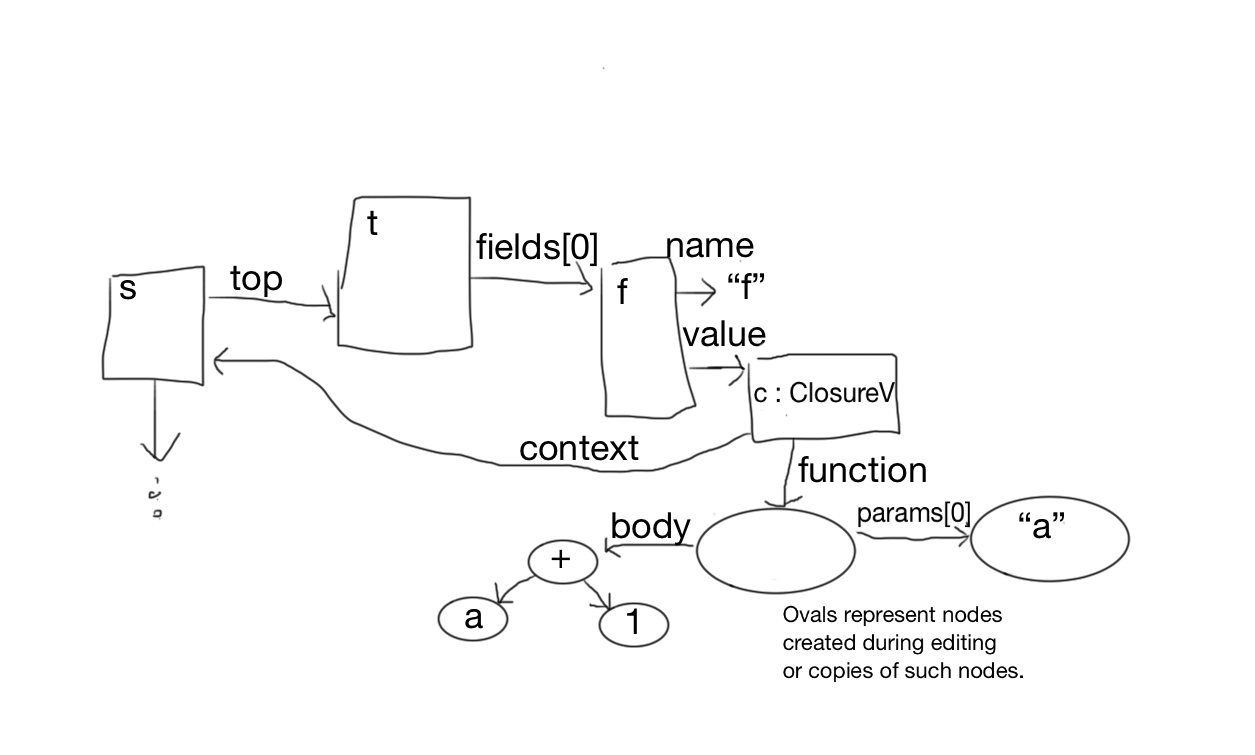 t
fields[0]
name
s
top
f
“f”
value
c : ClosureV
context
function
params[0]
body
“a”
+
a
1
Ovals represent nodes
created during editing
or copies of such nodes.